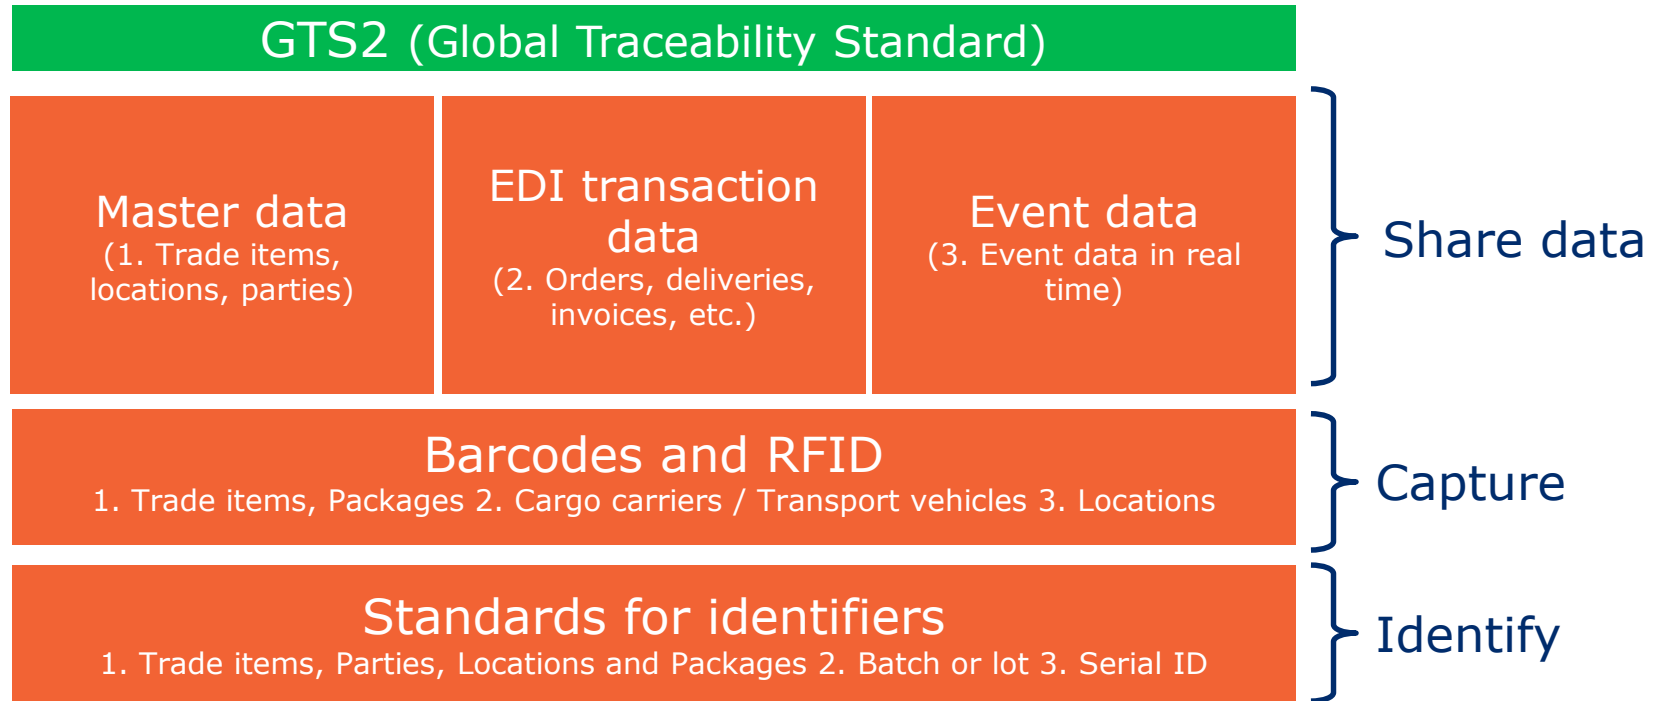 GTS2 (Global Traceability Standard)
Master data
(1. Trade items,
locations, parties)
EDI transaction
data
(2. Orders, deliveries,
invoices, etc.)
Event data
(3. Event data in real
time)
Share data
Barcodes and RFID
1. Trade items, Packages 2. Cargo carriers / Transport vehicles 3. Locations
Capture
Standards for identifiers
1. Trade items, Parties, Locations and Packages 2. Batch or lot 3. Serial ID
Identify